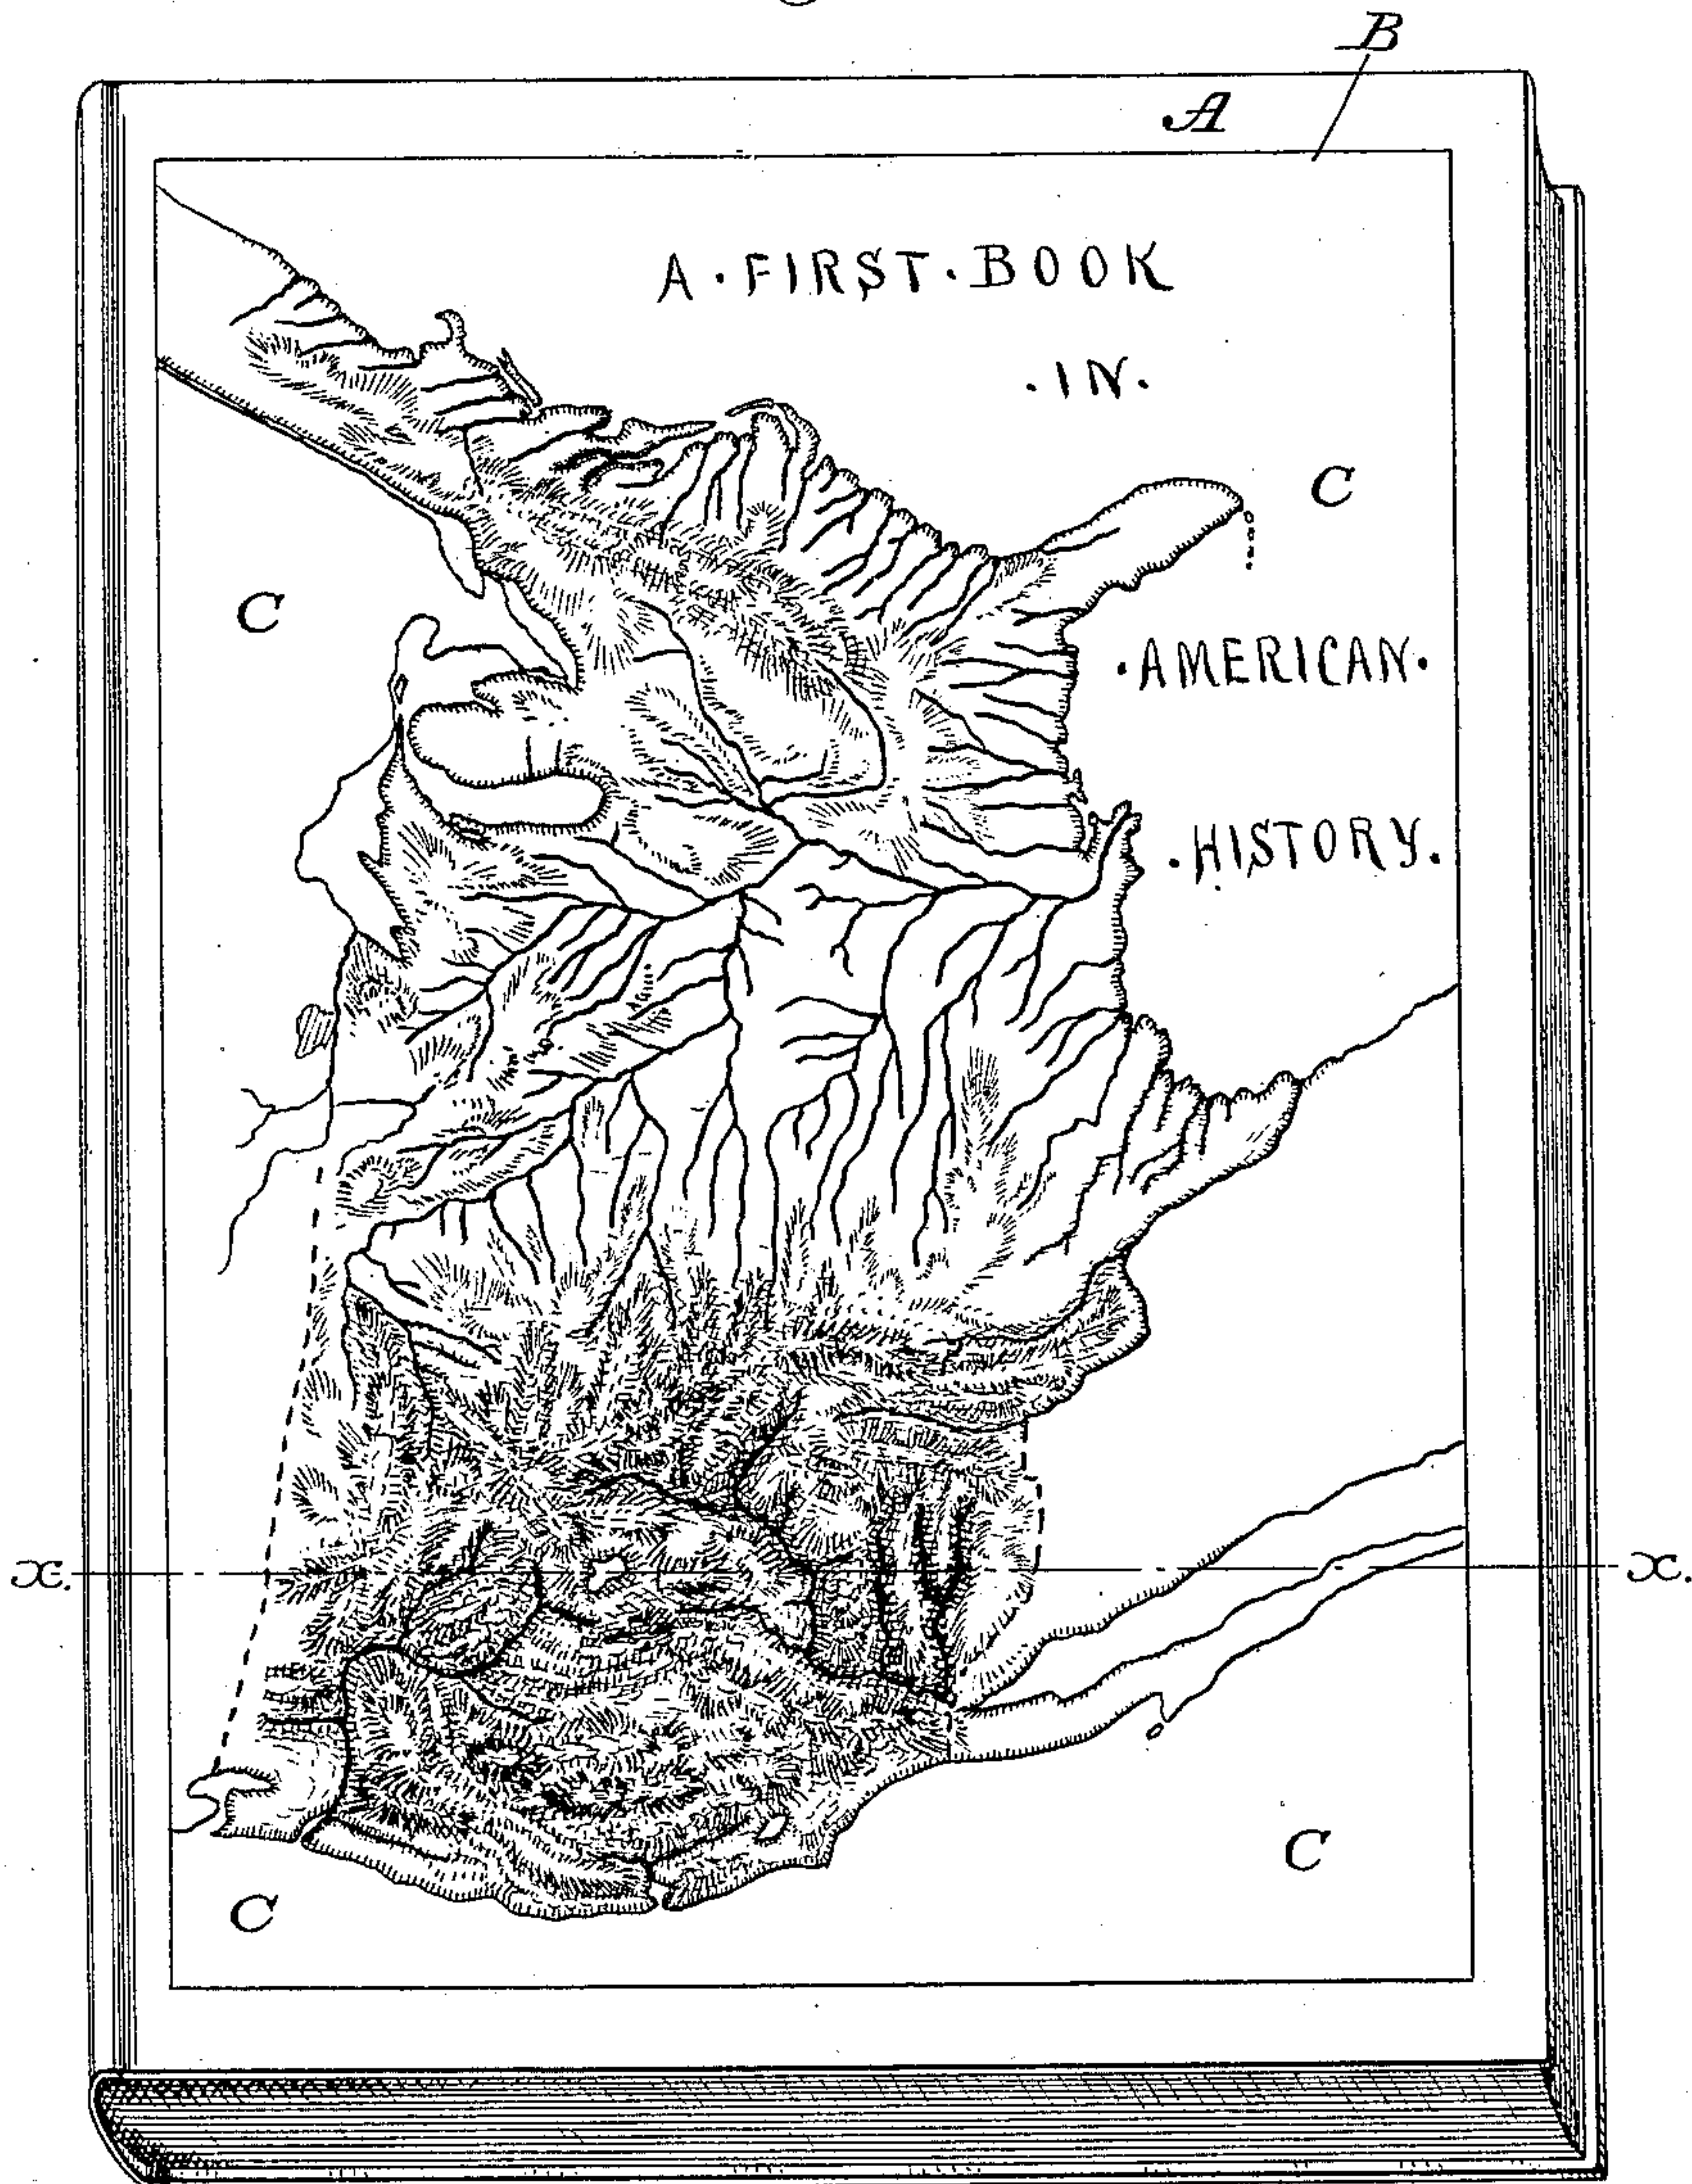 B
A
A·FIRST·BOOK
·IN·
C
C
·AMERICAN·
·HISTORY.
x. x.
C
C